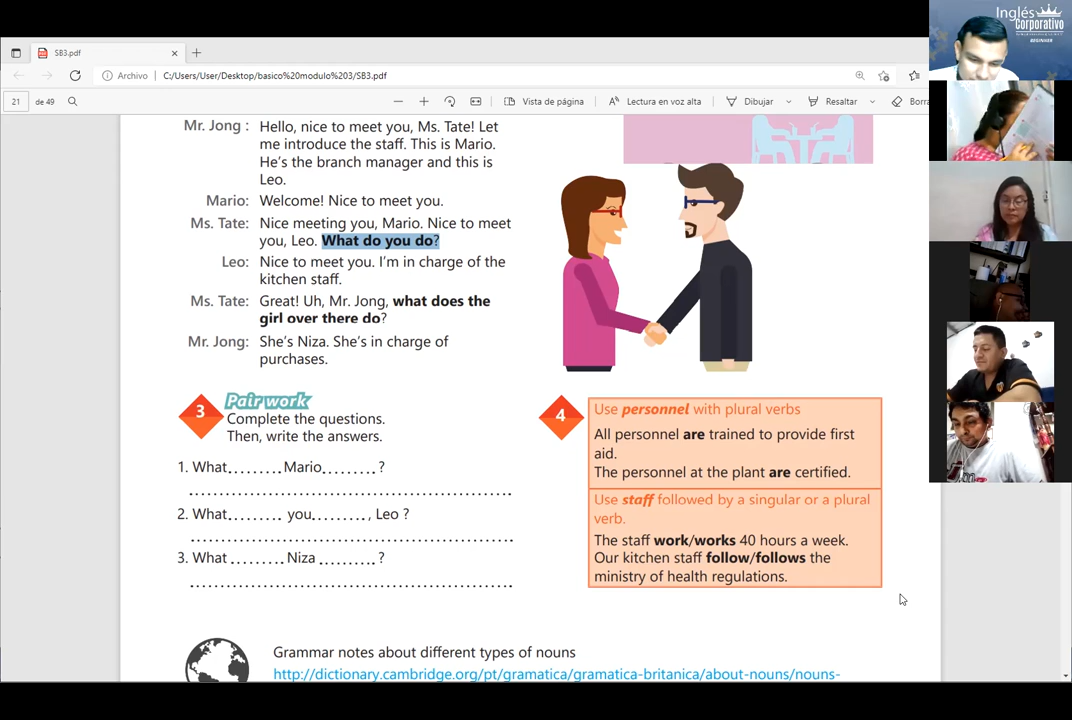 Inglés
Corporativo
BEGINNER
SB3.pdf
Archivo
C:/Users/User/Desktop/basico%20modulo%203/SB3.pdf
21 de 49
Vista de página
Lectura en voz alta
Dibujar
Resaltar
Borra
Mr. Jong : Hello, nice to meet you, Ms. Tate! Let
me introduce the staff. This is Mario.
He's the branch manager and this is
Leo.
Mario: Welcome! Nice to meet you.
Ms. Tate: Nice meeting you, Mario. Nice to meet
you, Leo. What do you do?
Leo: Nice to meet you. I'm in charge of the
kitchen staff.
Ms. Tate: Great! Uh, Mr. Jong, what does the
girl over there do?
Mr. Jong: She's Niza. She's in charge of
purchases.
3
Pair work
Complete the questions.
Then, write the answers.
1. What.........Mario.........?
2. What......... you........., Leo ?
3. What ......... Niza .........?
4
Use personnel with plural verbs
All personnel are trained to provide first
aid.
The personnel at the plant are certified.
Use staff followed by a singular or a plural
verb.
The staff work/works 40 hours a week.
Our kitchen staff follow/follows the
ministry of health regulations.
Grammar notes about different types of nouns
http://dictionary.cambridge.org/pt/gramatica/gramatica-britanica/about-nouns/nouns-